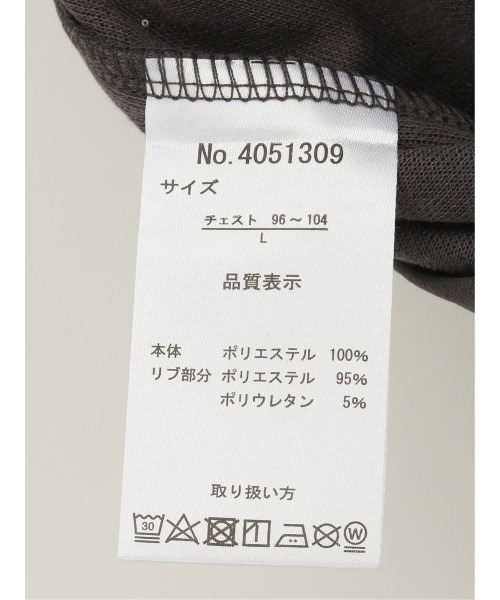 No.4051309
サイズ
チェスト 96～104
L
品質表示
本体 ポリエステル 100%
リブ部分 ポリエステル 95%
ポリウレタン 5%
取り扱い方
30 W